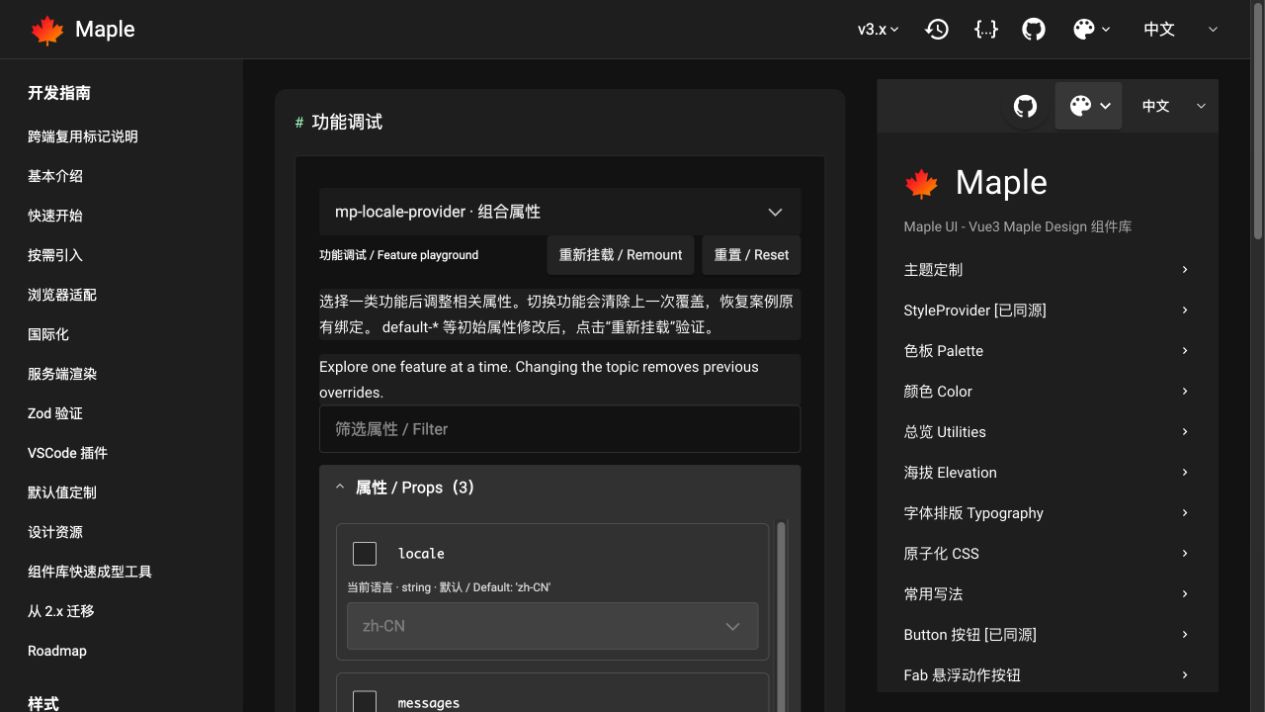 Maple
v3.x
{...}
中文
开发指南
跨端复用标记说明
基本介绍
快速开始
按需引入
浏览器适配
国际化
服务端渲染
Zod 验证
VSCode 插件
默认值定制
设计资源
组件库快速成型工具
从 2.x 迁移
Roadmap
样式
# 功能调试
mp-locale-provider · 组合属性
功能调试 / Feature playground
重新挂载 / Remount
重置 / Reset
选择一类功能后调整相关属性。切换功能会清除上一次覆盖，恢复案例原
有绑定。 default-* 等初始属性修改后，点击“重新挂载”验证。
Explore one feature at a time. Changing the topic removes previous
overrides.
筛选属性 / Filter
属性 / Props（3）
locale
当前语言 · string · 默认 / Default: 'zh-CN'
zh-CN
messages
中文
Maple
Maple UI - Vue3 Maple Design 组件库
主题定制
StyleProvider [已同源]
色板 Palette
颜色 Color
总览 Utilities
海拔 Elevation
字体排版 Typography
原子化 CSS
常用写法
Button 按钮 [已同源]
Fab 悬浮动作按钮